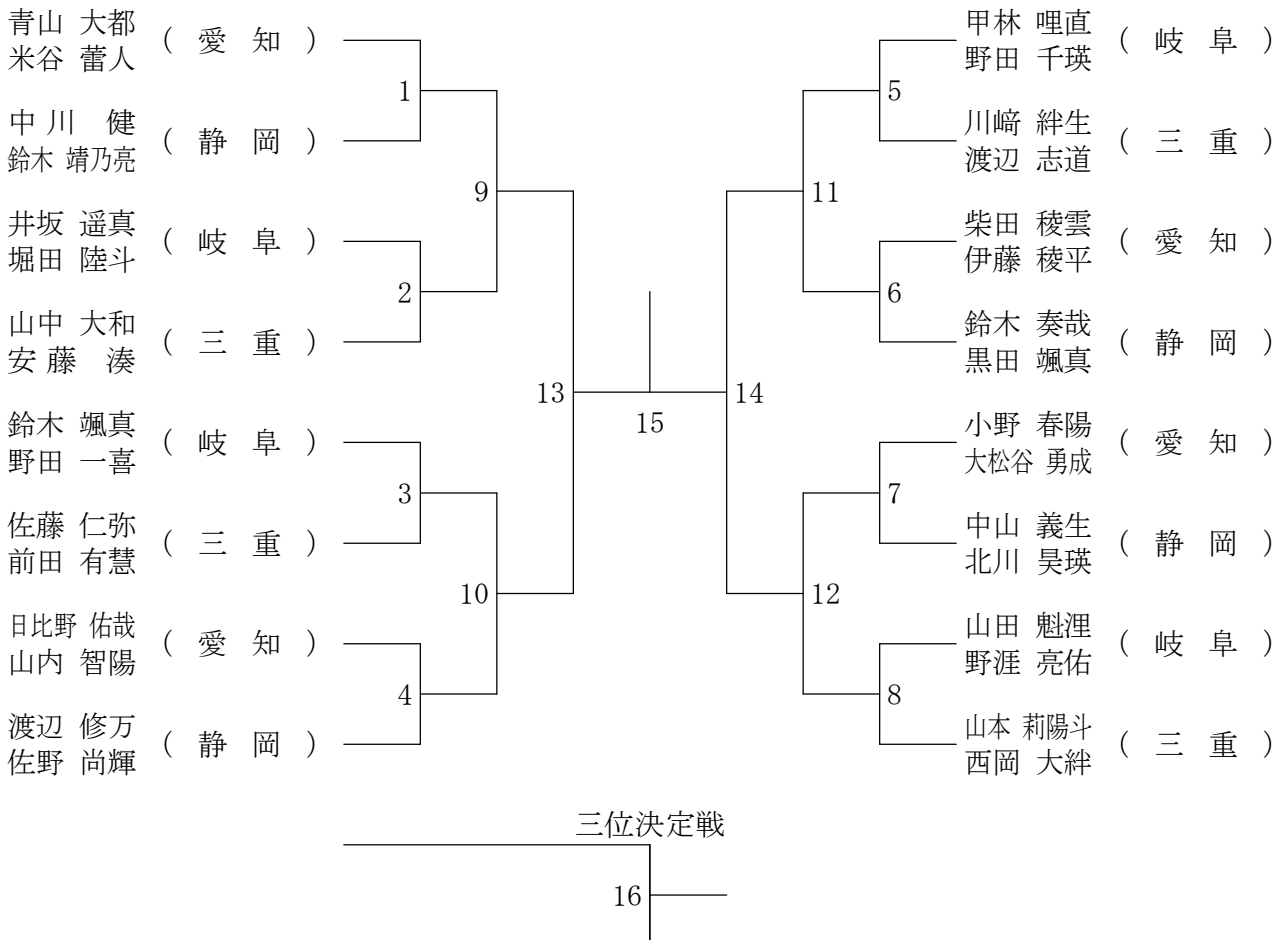 青山 大都
米谷 蕾人
( 愛 知 )
中川 健
鈴木 靖乃亮
( 静 岡 )
井坂 遥真
堀田 陸斗
( 岐 阜 )
山中 大和
安藤 湊
( 三 重 )
鈴木 颯真
野田 一喜
( 岐 阜 )
佐藤 仁弥
前田 有慧
( 三 重 )
日比野 佑哉
山内 智陽
( 愛 知 )
渡辺 修万
佐野 尚輝
( 静 岡 )
1
2
3
4
9
10
13
15
14
11
12
5
6
7
8
甲林 哩直
野田 千瑛
( 岐 阜 )
川﨑 絆生
渡辺 志道
( 三 重 )
柴田 稜雲
伊藤 稜平
( 愛 知 )
鈴木 奏哉
黒田 颯真
( 静 岡 )
小野 春陽
大松谷 勇成
( 愛 知 )
中山 義生
北川 昊瑛
( 静 岡 )
山田 魁浬
野涯 亮佑
( 岐 阜 )
山本 莉陽斗
西岡 大絆
( 三 重 )
三位決定戦
16